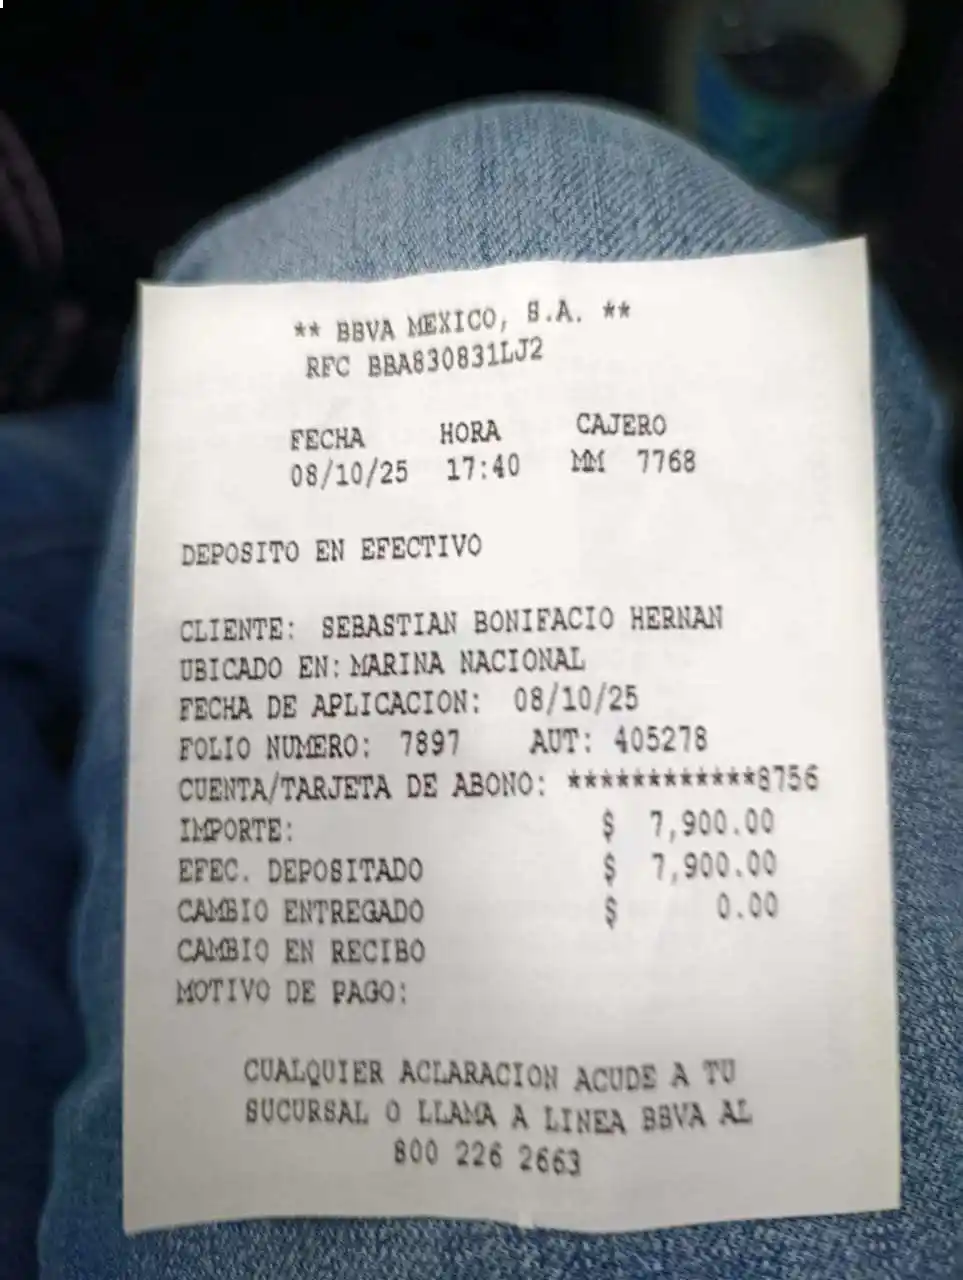 ** BBVA MEXICO, S.A. **
RFC BBA830831LJ2
FECHA HORA CAJERO
08/10/25 17:40 MM 7768
DEPOSITO EN EFECTIVO
CLIENTE: SEBASTIAN BONIFACIO HERNAN
UBICADO EN: MARINA NACIONAL
FECHA DE APLICACION: 08/10/25
FOLIO NUMERO: 7897 AUT: 405278
CUENTA/TARJETA DE ABONO: ************8756
IMPORTE: $ 7,900.00
EFEC. DEPOSITADO $ 7,900.00
CAMBIO ENTREGADO $ 0.00
CAMBIO EN RECIBO
MOTIVO DE PAGO:
CUALQUIER ACLARACION ACUDE A TU
SUCURSAL O LLAMA A LINEA BBVA AL
800 226 2663